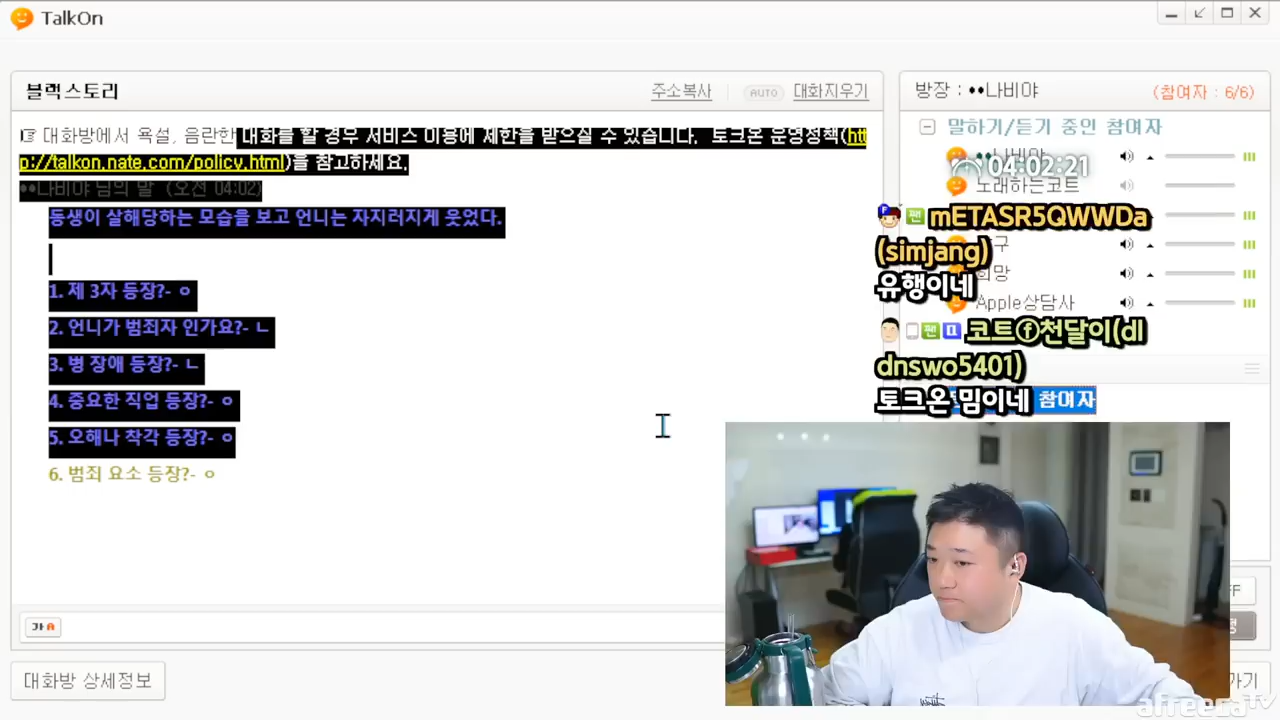 TalkOn
블랙스토리
주소복사
AUTO
대화지우기
☞ 대화방에서 욕설, 음란한 대화를 할 경우 서비스 이용에 제한을 받으실 수 있습니다. 토크온 운영정책(htt
p://talkon.nate.com/policy.html)을 참고하세요.
••나비야 님의 말 (오전 04:02)
동생이 살해당하는 모습을 보고 언니는 자지러지게 웃었다.
1. 제 3자 등장?- ㅇ
2. 언니가 범죄자 인가요?- ㄴ
3. 병 장애 등장?- ㄴ
4. 중요한 직업 등장?- ㅇ
5. 오해나 착각 등장?- ㅇ
6. 범죄 요소 등장?- ㅇ
가
대화방 상세정보
방장 : ••나비야
(참여자 : 6/6)
말하기/듣기 중인 참여자
••나비야
04:02:21
노래하는코트
팬 mETASR5QWWDa
(simjang)
구
유행이네
희망
Apple상담사
팬 코트ⓕ천달이(dl
dnswo5401)
토크온 밈이네
참여자
가기
afreecaTV